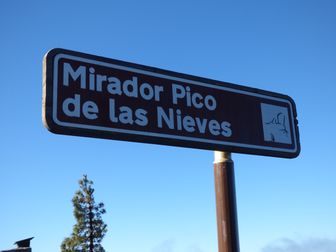 Mirador Pico
de las Nieves